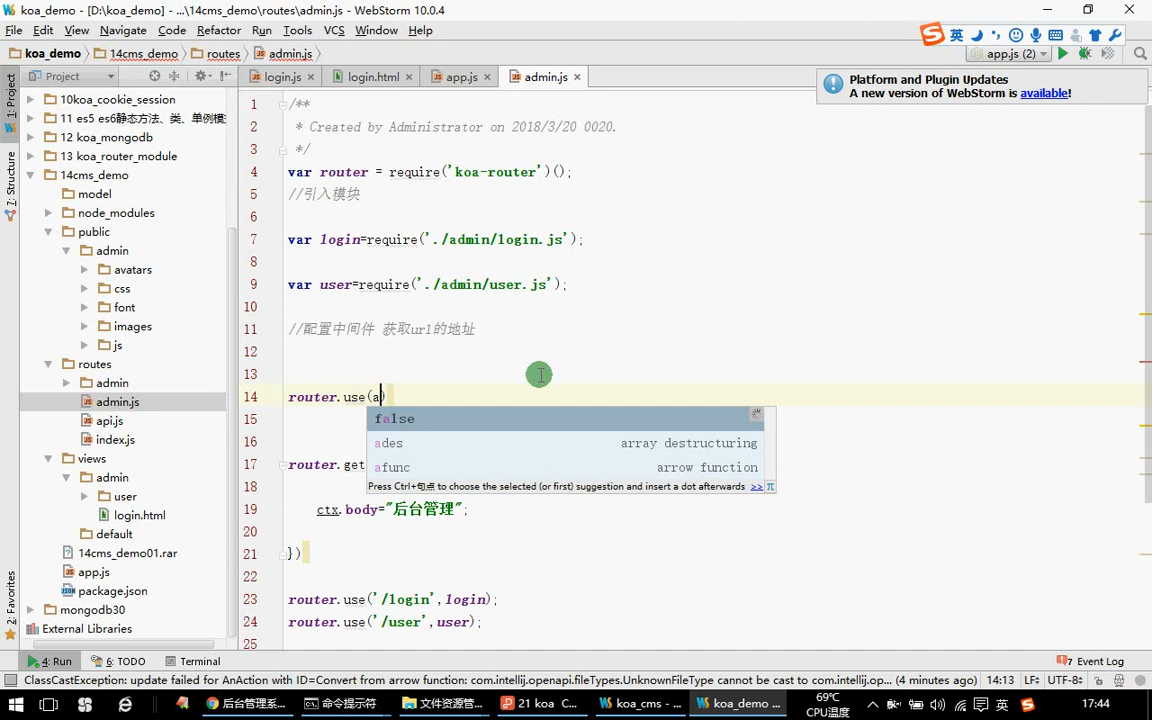 koa_demo - [D:\koa_demo] - ...\14cms_demo\routes\admin.js - WebStorm 10.0.4
File Edit View Navigate Code Refactor Run Tools VCS Window Help
英
koa_demo 14cms_demo routes admin.js
app.js (2)
Project
login.js login.html app.js admin.js
Platform and Plugin Updates
A new version of WebStorm is available!
1: Project
7: Structure
2: Favorites
10koa_cookie_session
11 es5 es6静态方法、类、单例模
12 koa_mongodb
13 koa_router_module
14cms_demo
model
node_modules
public
admin
avatars
css
font
images
js
routes
admin
admin.js
api.js
index.js
views
admin
user
login.html
default
14cms_demo01.rar
app.js
package.json
mongodb30
External Libraries
1 /**
2 * Created by Administrator on 2018/3/20 0020.
3 */
4 var router = require('koa-router')();
5 //引入模块
6
7 var login=require('./admin/login.js');
8
9 var user=require('./admin/user.js');
10
11 //配置中间件 获取url的地址
12
13
14 router.use(a)
15
false
16
ades array destructuring
17 router.get
afunc arrow function
18
Press Ctrl+句点 to choose the selected (or first) suggestion and insert a dot afterwards >> π
19 ctx.body="后台管理";
20
21 })
22
23 router.use('/login',login);
24 router.use('/user',user);
25
4: Run 6: TODO Terminal 7 Event Log
ClassCastException: update failed for AnAction with ID=Convert from arrow function: com.intellij.openapi.fileTypes.UnknownFileType cannot be cast to com.intellij... (4 minutes ago) 14:13 LF÷ UTF-8÷
后台管理系... 命令提示符 文件资源管... 21 koa C... koa_cms - ... koa_demo ...
69℃
CPU温度
英
17:44